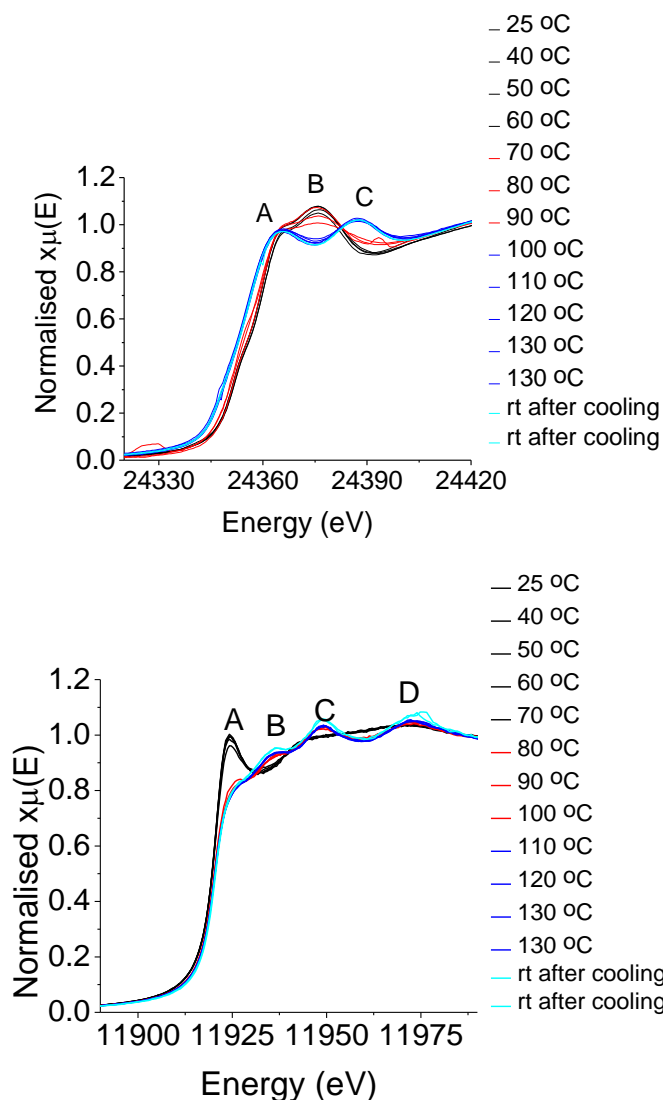 25 oC
40 oC
50 oC
60 oC
70 oC
80 oC
90 oC
100 oC
110 oC
120 oC
130 oC
130 oC
rt after cooling
rt after cooling
A
B
C
1.2
1.0
0.8
0.6
0.4
0.2
0.0
Normalised xμ(E)
24330 24360 24390 24420
Energy (eV)
25 oC
40 oC
50 oC
60 oC
70 oC
80 oC
90 oC
100 oC
110 oC
120 oC
130 oC
130 oC
rt after cooling
rt after cooling
A
B
C
D
1.2
1.0
0.8
0.6
0.4
0.2
0.0
Normalised xμ(E)
11900 11925 11950 11975
Energy (eV)